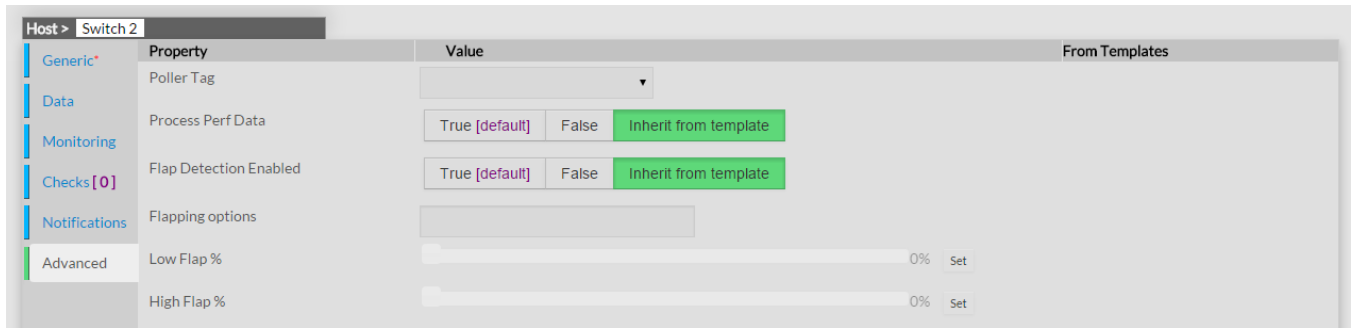 Host > Switch 2
Property Value From Templates
Generic*
Poller Tag
Data
Process Perf Data True [default] False Inherit from template
Monitoring
Flap Detection Enabled True [default] False Inherit from template
Checks [ 0 ]
Notifications
Flapping options
Advanced
Low Flap % 0% Set
High Flap % 0% Set